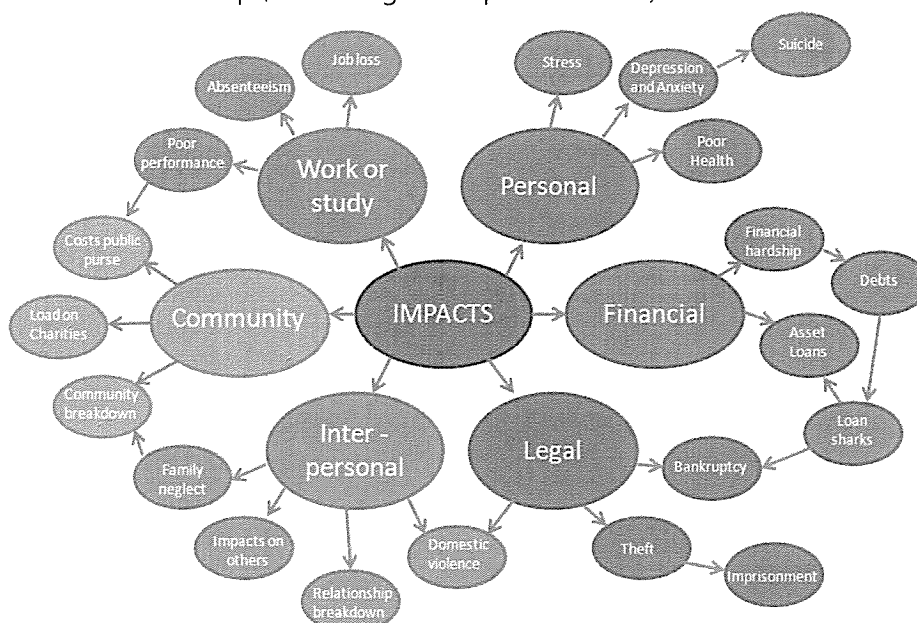 Job loss
Absenteeism
Poor
performance
Work or
study
Stress
Depression
and Anxiety
Suicide
Poor
Health
Personal
Costs public
purse
Load on
Charities
Community
breakdown
Community
IMPACTS
Financial
Financial
hardship
Debts
Asset
Loans
Loan
sharks
Inter -
personal
Legal
Bankruptcy
Family
neglect
Impacts on
others
Relationship
breakdown
Domestic
violence
Theft
Imprisonment